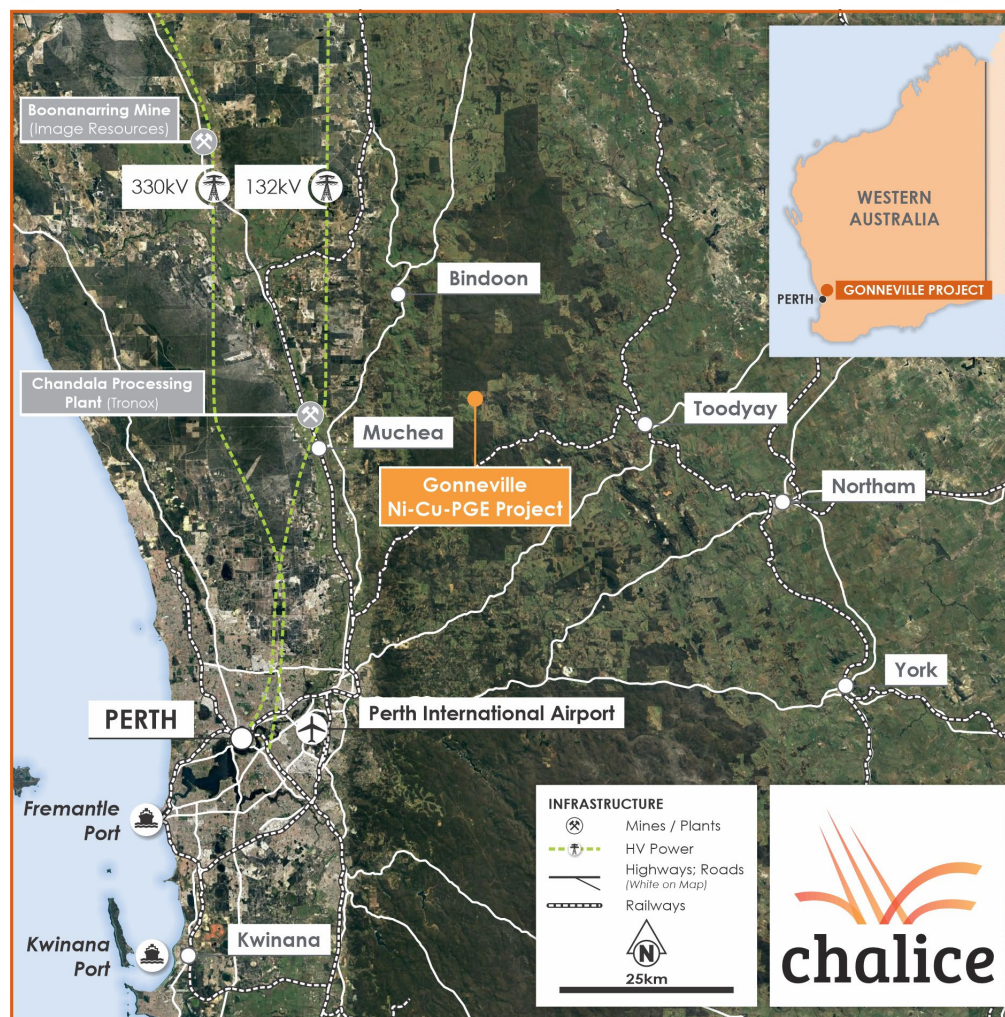 Boonanarring Mine
(Image Resources)
330kV
132kV
WESTERN
AUSTRALIA
PERTH
GONNEVILLE PROJECT
Bindoon
Chandala Processing
Plant (Tronox)
Muchea
Toodyay
Gonneville
Ni-Cu-PGE Project
Northam
York
PERTH
Perth International Airport
Fremantle
Port
Kwinana
Port
Kwinana
INFRASTRUCTURE
Mines / Plants
HV Power
Highways; Roads
(White on Map)
Railways
N
25km
chalice